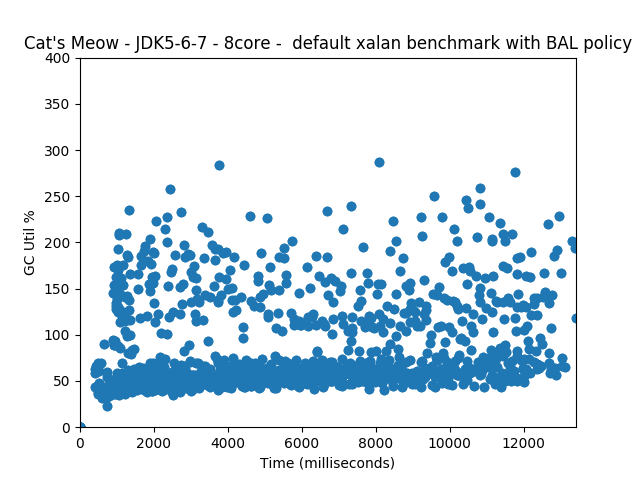 Cat's Meow - JDK5-6-7 - 8core -  default xalan benchmark with BAL policy
400
350
300
250
200
150
100
50
0
GC Util %
0 2000 4000 6000 8000 10000 12000
Time (milliseconds)